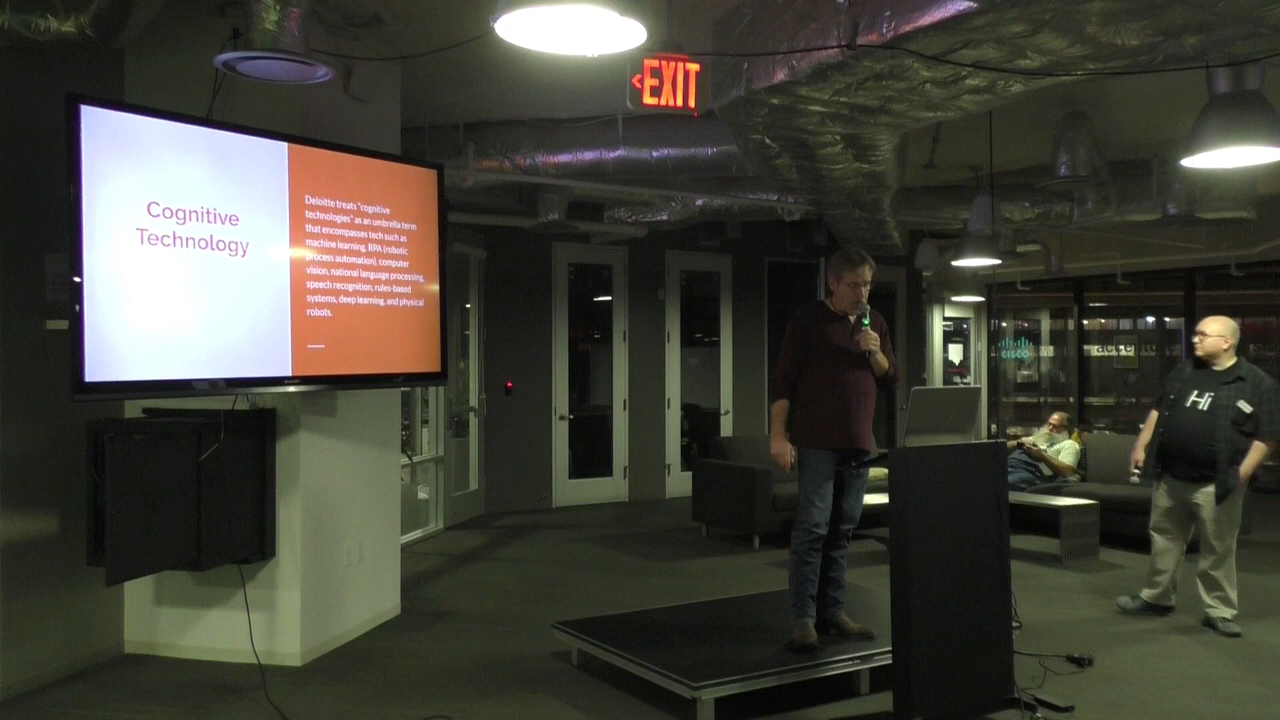 Cognitive
Technology
Deloitte treats "cognitive
technologies" as an umbrella term
that encompasses tech such as
machine learning, RPA (robotic
process automation), computer
vision, national language processing,
speech recognition, rules-based
systems, deep learning, and physical
robots.
<EXIT
CISCO
Hi